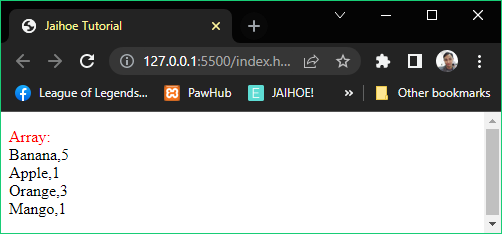 Jaihoe Tutorial
127.0.0.1:5500/index.h...
League of Legends...
PawHub
JAIHOE!
Other bookmarks
Array:
Banana,5
Apple,1
Orange,3
Mango,1